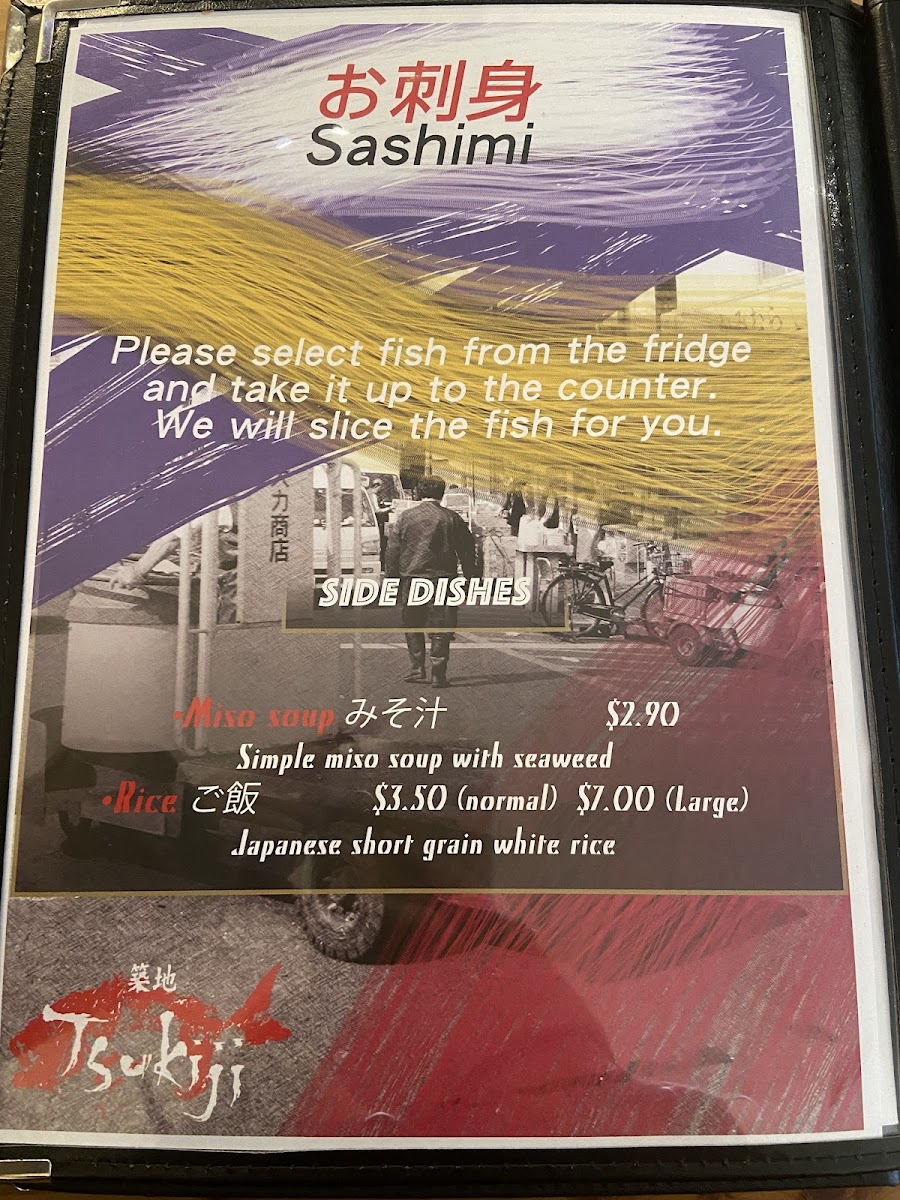 お刺身
Sashimi
Please select fish from the fridge
and take it up to the counter.
We will slice the fish for you.
商店
SIDE DISHES
•Miso soup みそ汁 $2.90
Simple miso soup with seaweed
•Rice ご飯 $3.50 (normal) $7.00 (Large)
Japanese short grain white rice
築地
Tsukiji